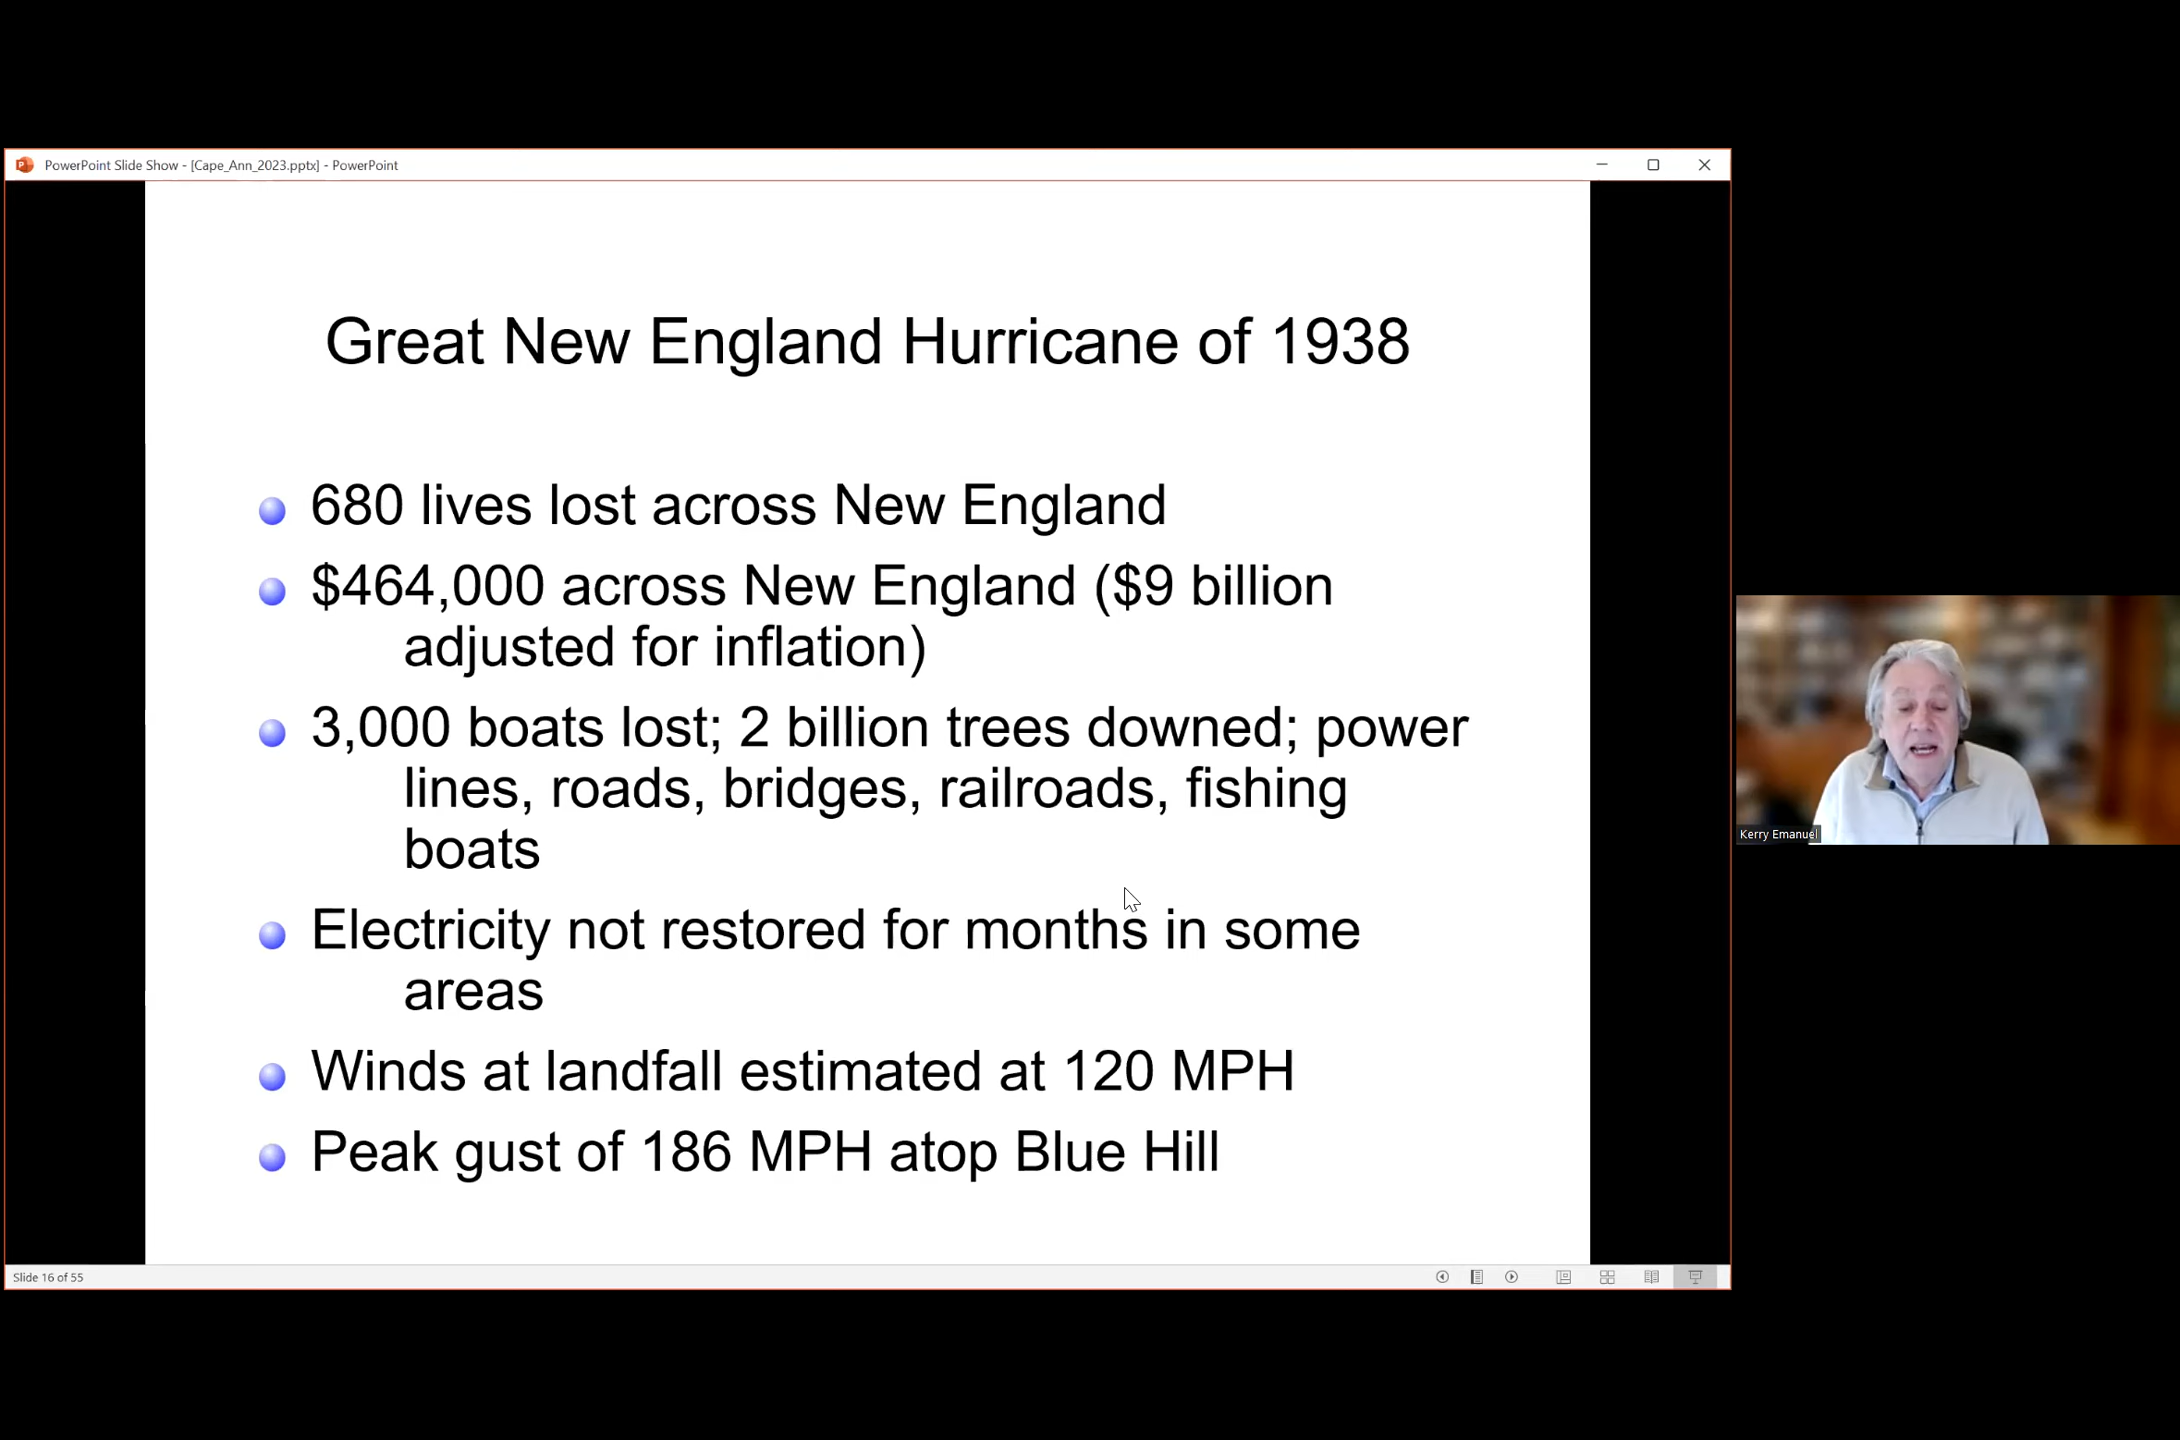 PowerPoint Slide Show - [Cape_Ann_2023.pptx] - PowerPoint
Great New England Hurricane of 1938
680 lives lost across New England
$464,000 across New England ($9 billion
adjusted for inflation)
3,000 boats lost; 2 billion trees downed; power
lines, roads, bridges, railroads, fishing
boats
Electricity not restored for months in some
areas
Winds at landfall estimated at 120 MPH
Peak gust of 186 MPH atop Blue Hill
Kerry Emanuel
Slide 16 of 55